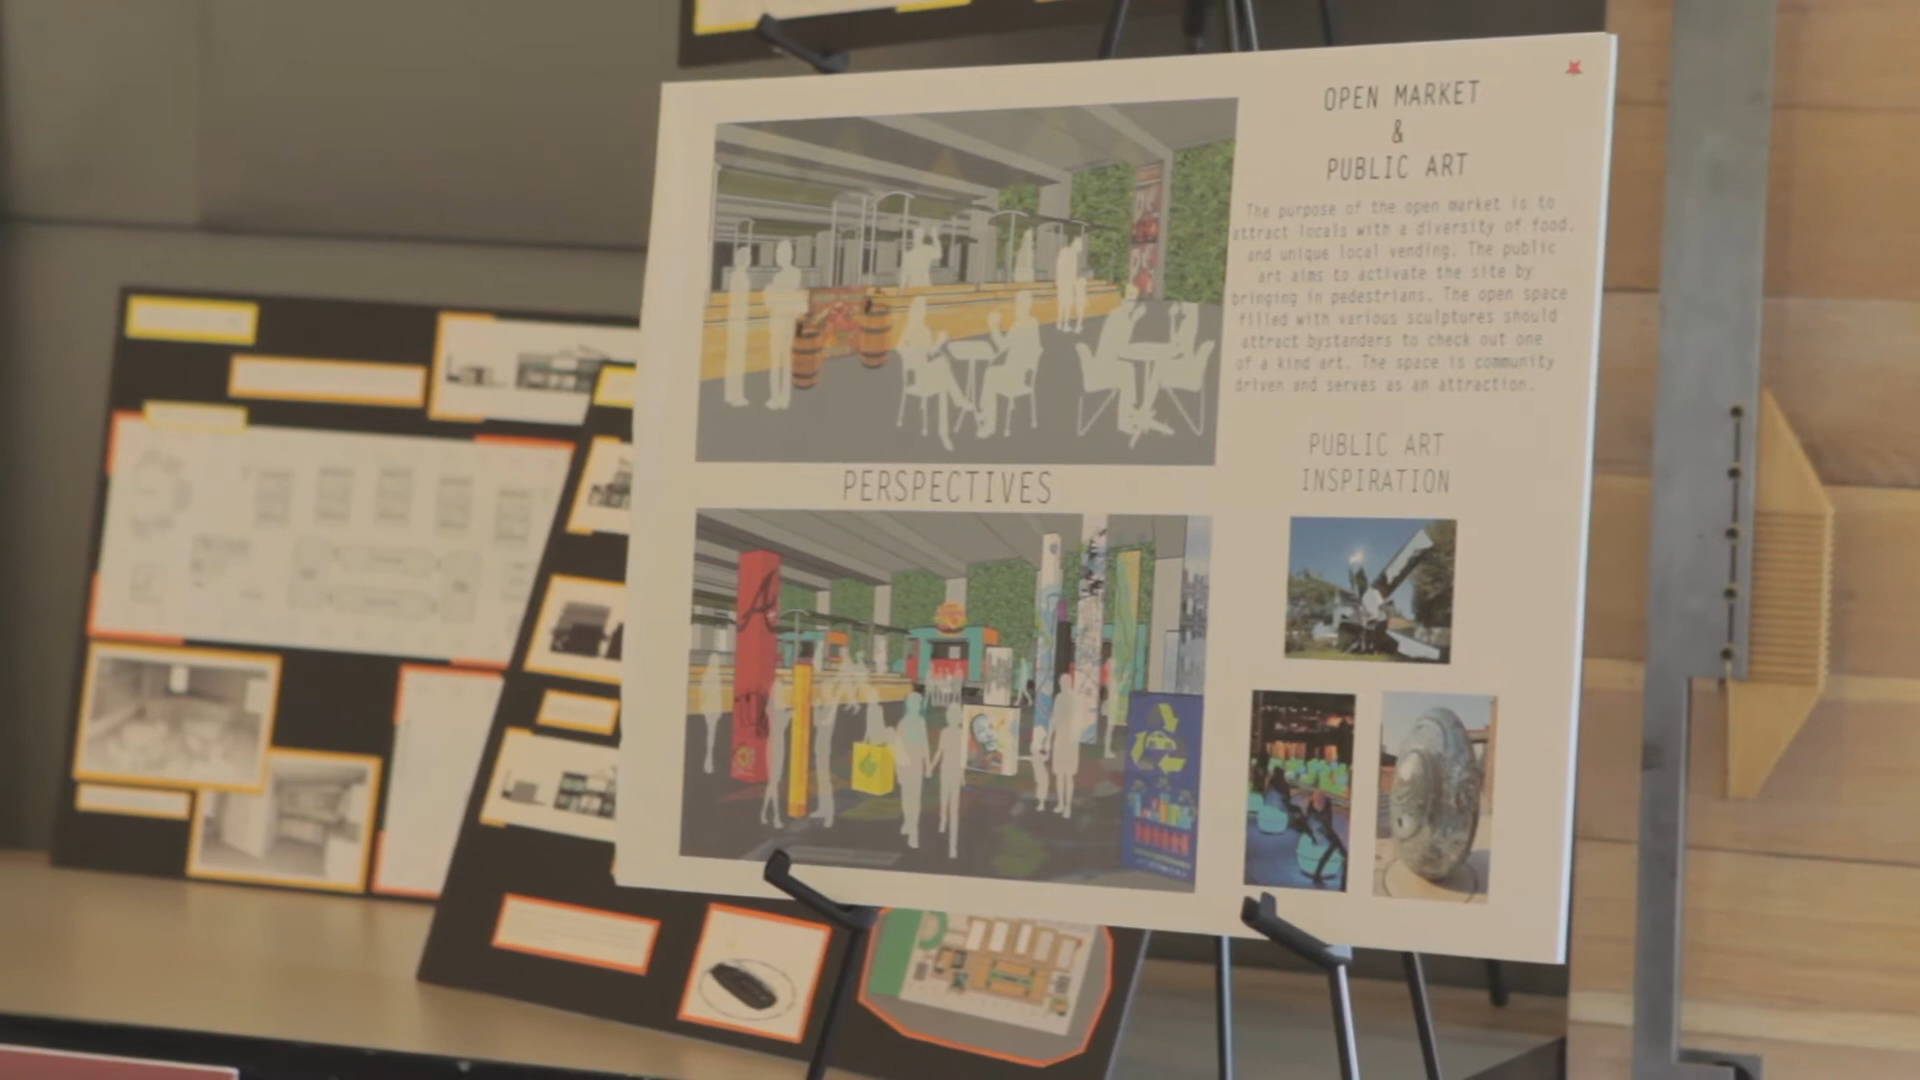 OPEN MARKET
&
PUBLIC ART
The purpose of the open market is to
attract locals with a diversity of food,
and unique local vending. The public
art aims to activate the site by
bringing in pedestrians. The open space
filled with various sculptures should
attract bystanders to check out one
of a kind art. The space is community
driven and serves as an attraction.
PERSPECTIVES
PUBLIC ART
INSPIRATION
A